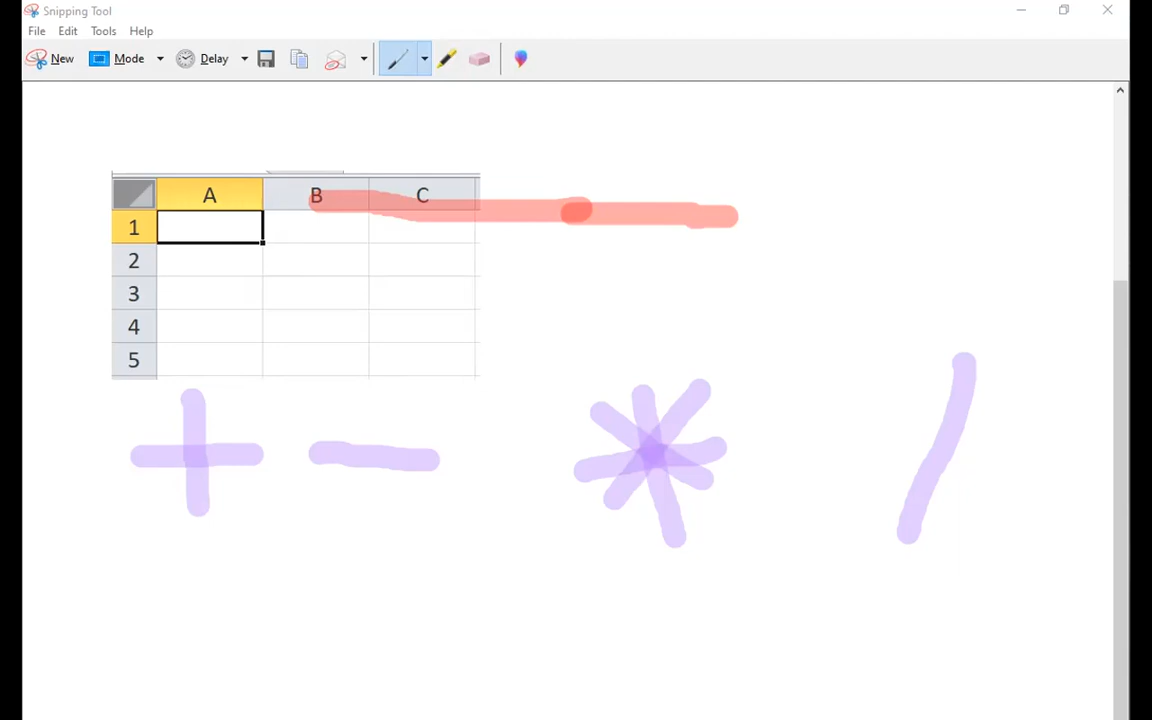 Snipping Tool
File Edit Tools Help
New Mode Delay
A B C
1
2
3
4
5
+ - * /